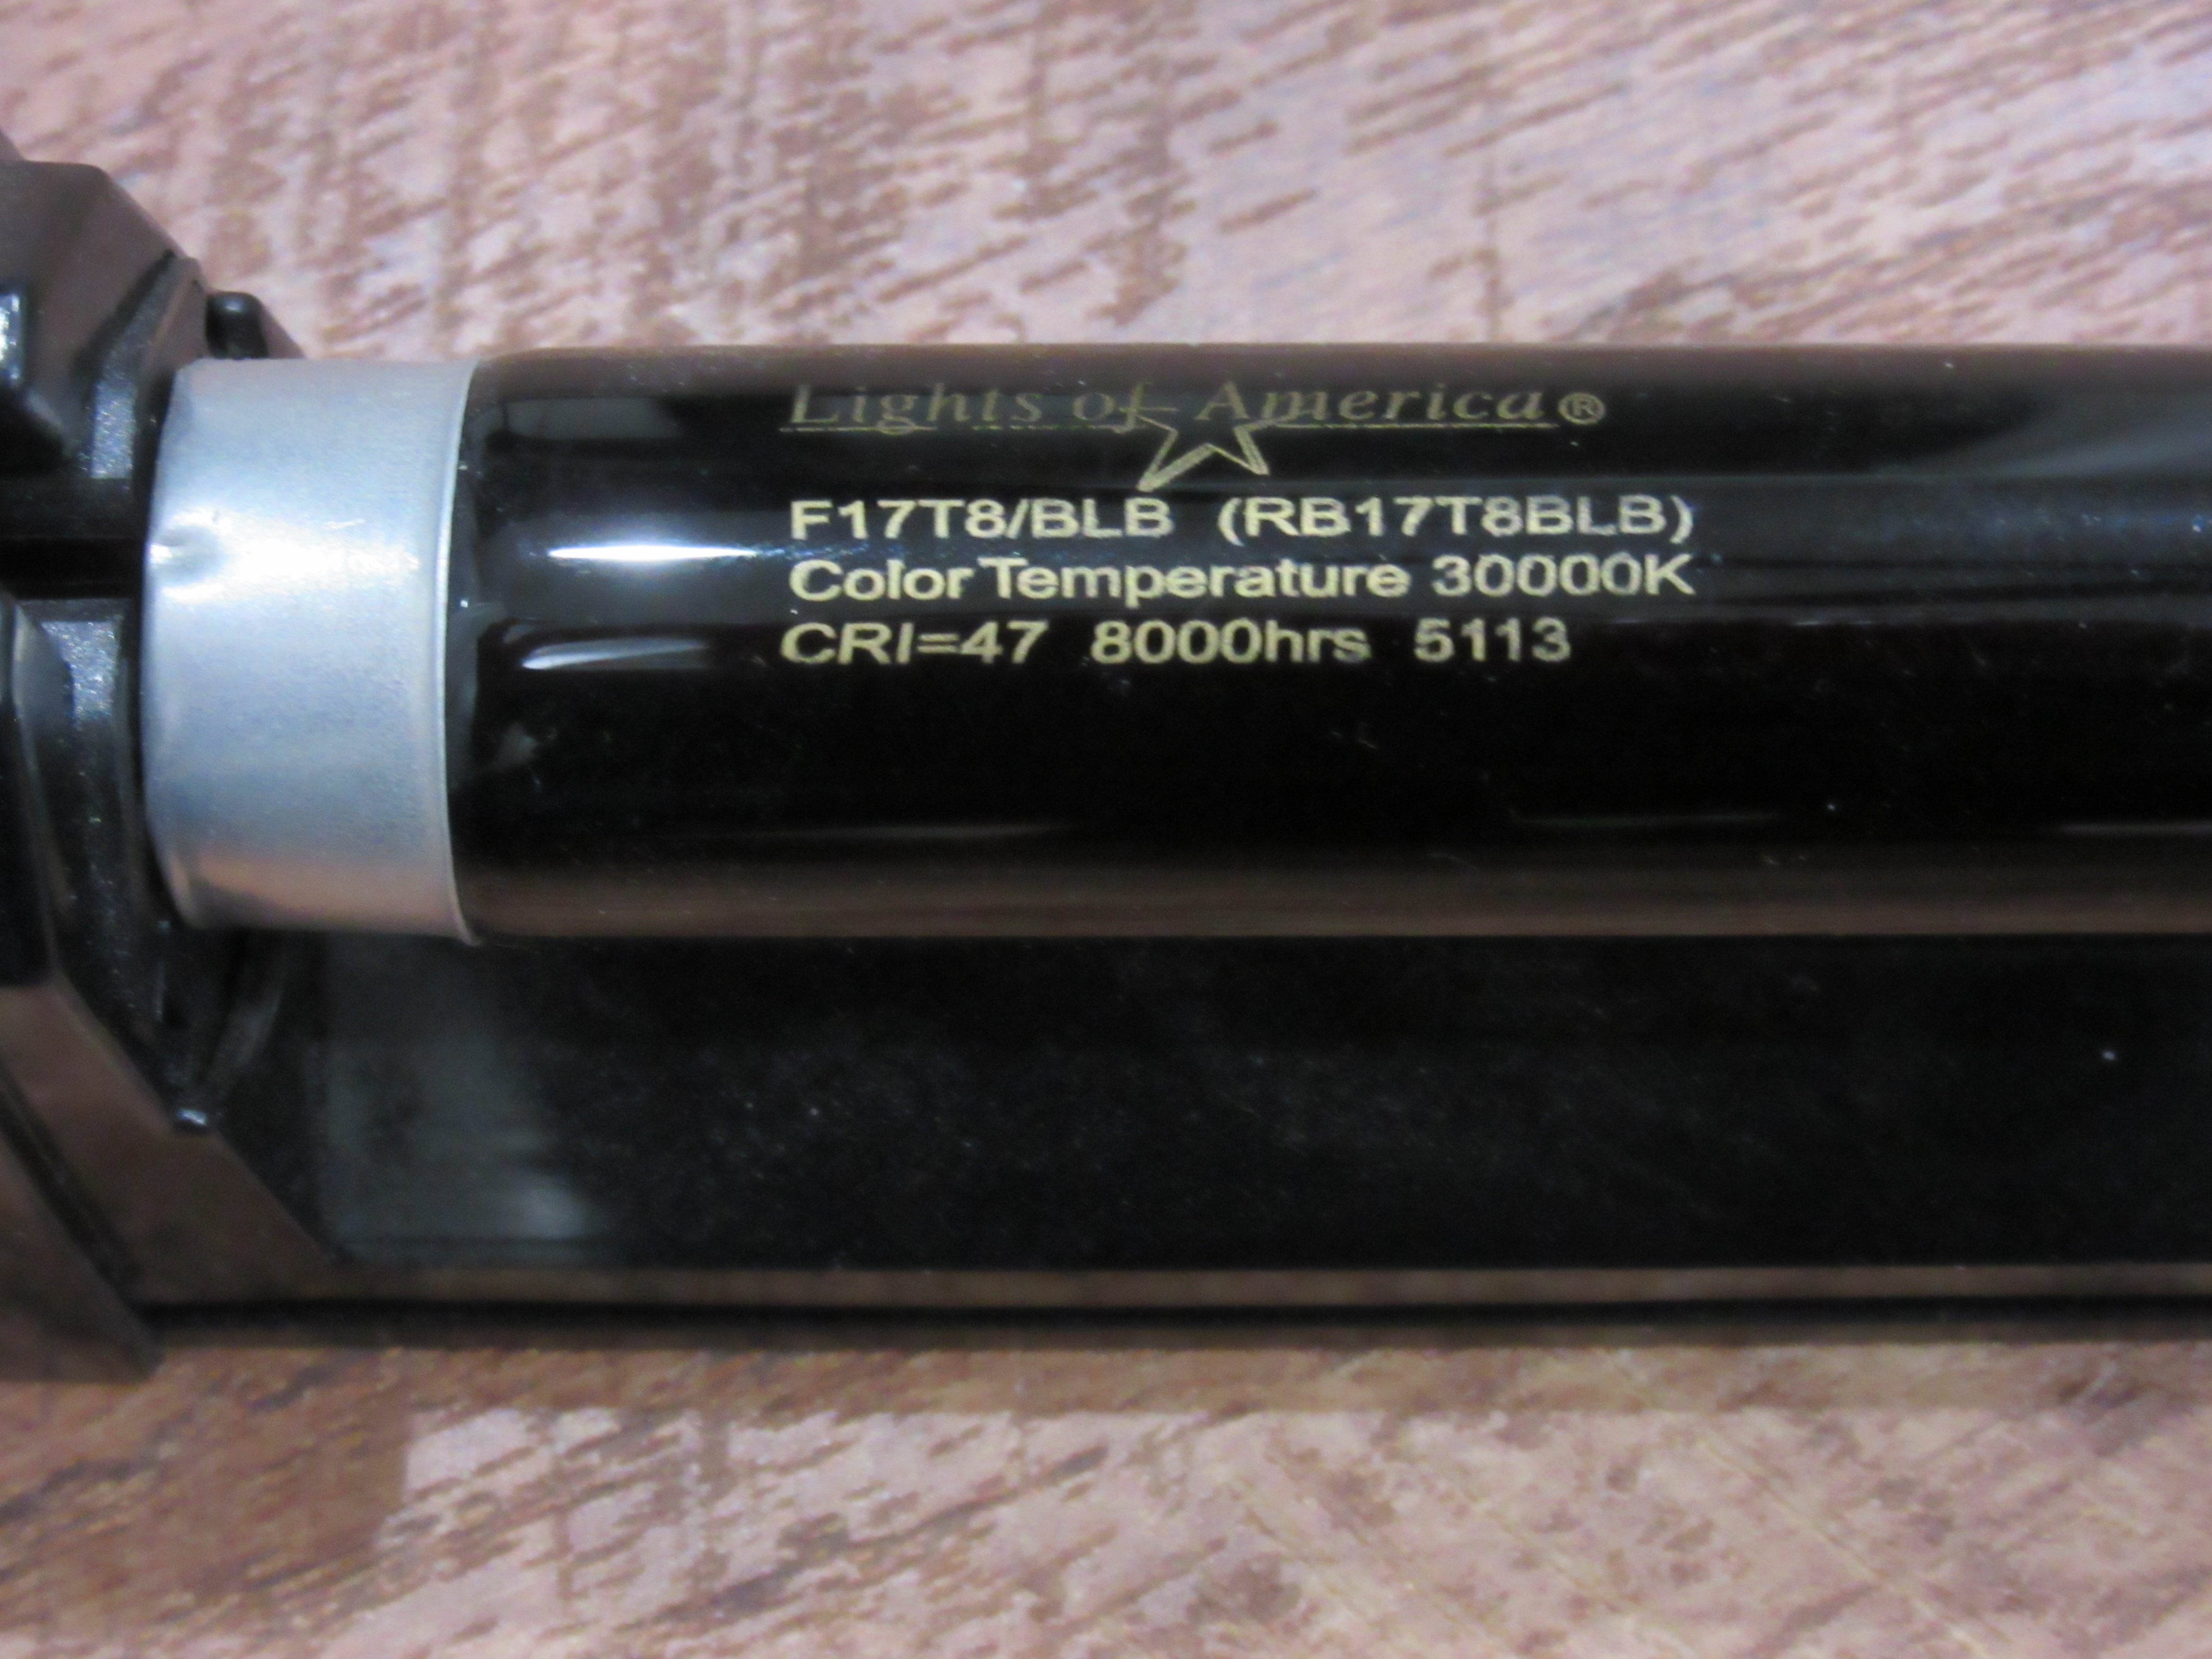 Lights of America®
F17T8/BLB (RB17T8BLB)
Color Temperature 30000K
CRI=47 8000hrs 5113